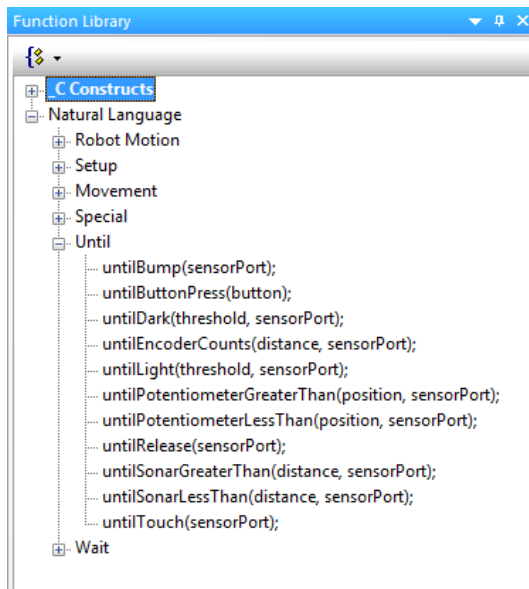 Function Library
_C Constructs
Natural Language
Robot Motion
Setup
Movement
Special
Until
untilBump(sensorPort);
untilButtonPress(button);
untilDark(threshold, sensorPort);
untilEncoderCounts(distance, sensorPort);
untilLight(threshold, sensorPort);
untilPotentiometerGreaterThan(position, sensorPort);
untilPotentiometerLessThan(position, sensorPort);
untilRelease(sensorPort);
untilSonarGreaterThan(distance, sensorPort);
untilSonarLessThan(distance, sensorPort);
untilTouch(sensorPort);
Wait